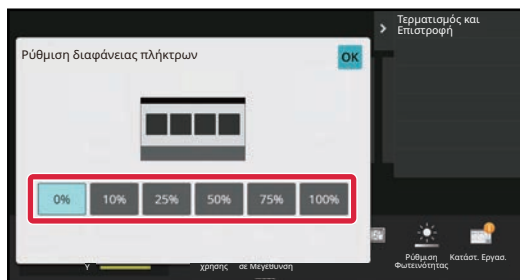 Τερματισμός και
Επιστροφή
Ρύθμιση διαφάνειας πλήκτρων
OK
0% 10% 25% 50% 75% 100%
Ρύθμιση
Φωτεινότητας
Κατάστ. Εργασ.
Y
χρήσης σε Μεγέθυνση